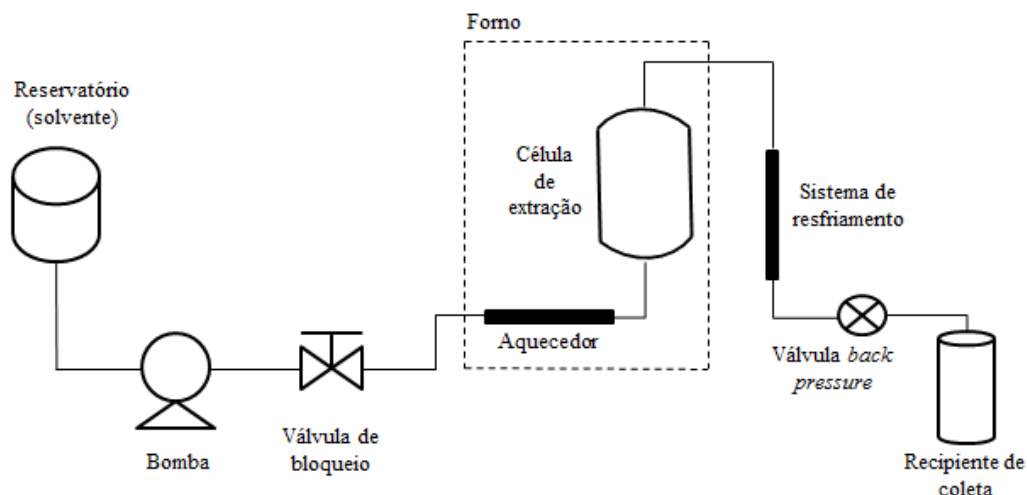 Forno
Reservatório
(solvente)
Célula
de
extração
Sistema de
resfriamento
Aquecedor
Válvula back
pressure
Válvula de
bloqueio
Bomba
Recipiente de
coleta